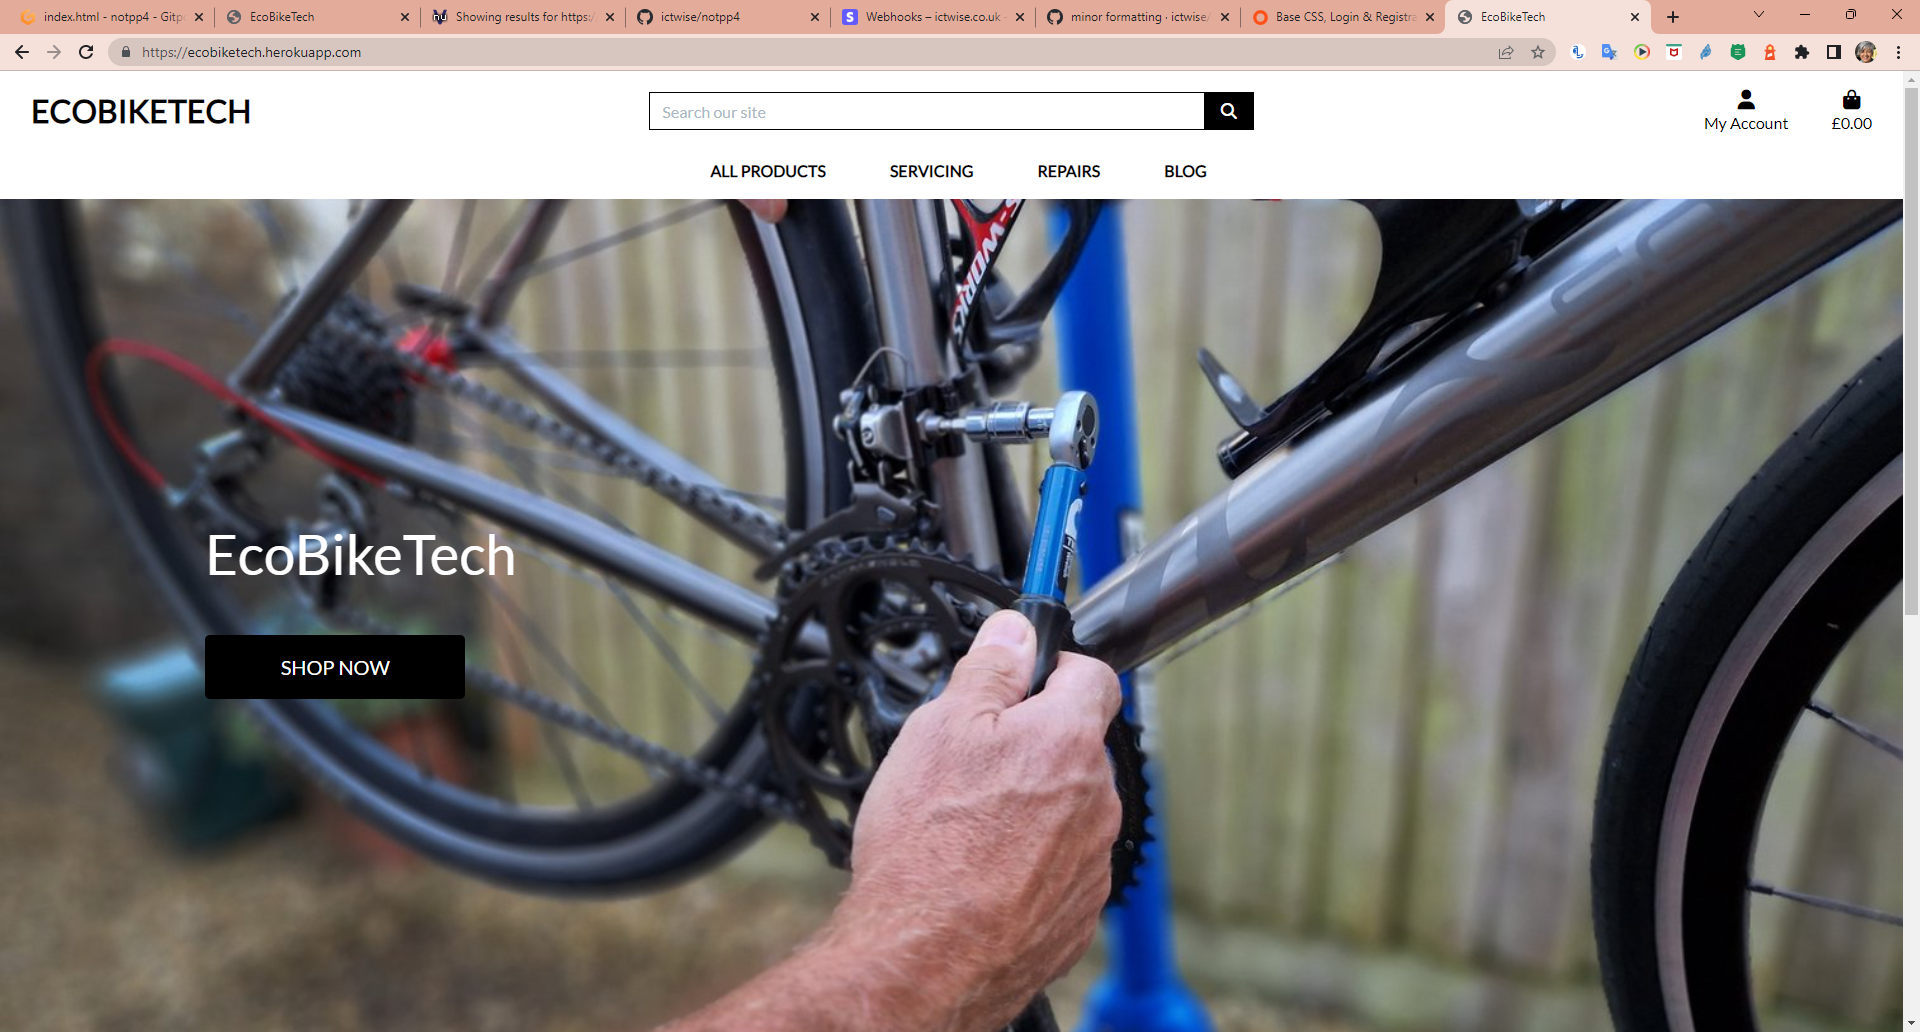 index.html - notpp4 - Gitp
EcoBikeTech
Showing results for https:/
ictwise/notpp4
Webhooks – ictwise.co.uk
minor formatting · ictwise/
Base CSS, Login & Registra
EcoBikeTech
https://ecobiketech.herokuapp.com
ECOBIKETECH
Search our site
My Account
£0.00
ALL PRODUCTS
SERVICING
REPAIRS
BLOG
S-WORKS
EcoBikeTech
SHOP NOW